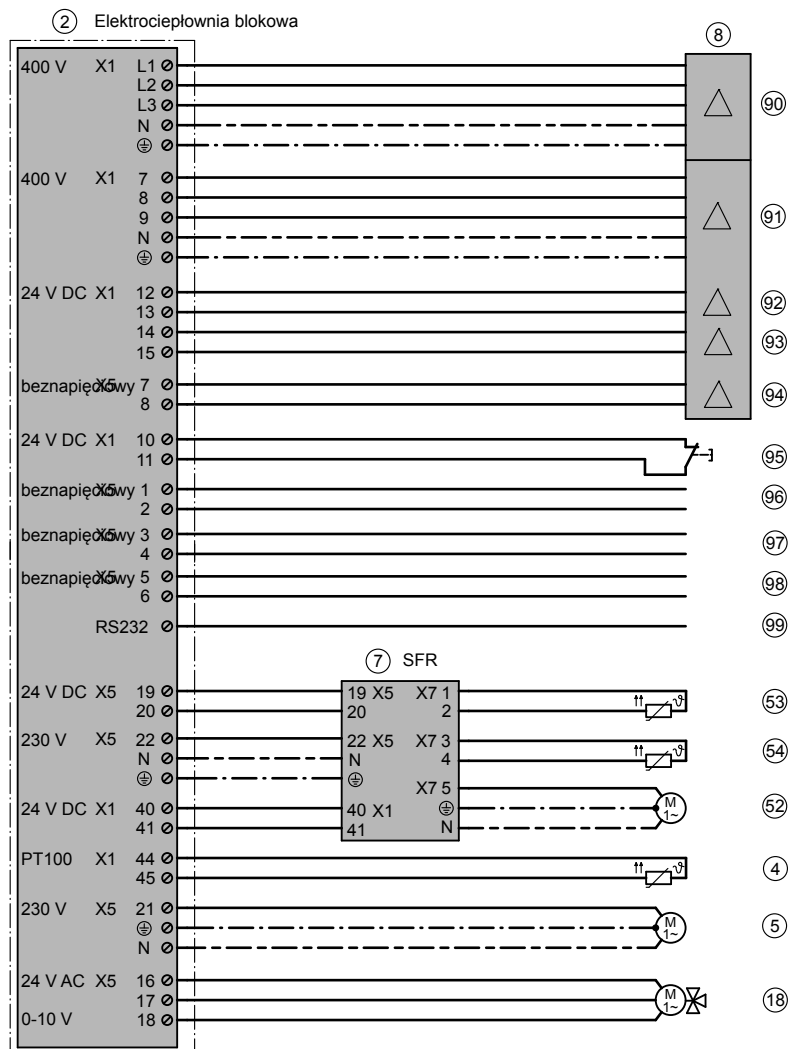 2 Elektrociepłownia blokowa
8
400 V X1 L1
L2
L3
N
90
400 V X1 7
8
9
N
91
24 V DC X1 12
13
92
14
15
93
beznapięciowy X5 7
8
94
24 V DC X1 10
11
95
beznapięciowy X5 1
2
96
beznapięciowy X5 3
4
97
beznapięciowy X5 5
6
98
RS232
99
7 SFR
24 V DC X5 19
20
19 X5 X7 1
20 2
ϑ
53
230 V X5 22
N
22 X5 X7 3
N 4
ϑ
54
X7 5
24 V DC X1 40
41
40 X1
41 N
M
1~
52
PT100 X1 44
45
ϑ
4
230 V X5 21
N
M
1~
5
24 V AC X5 16
17
0-10 V 18
M
1~
18